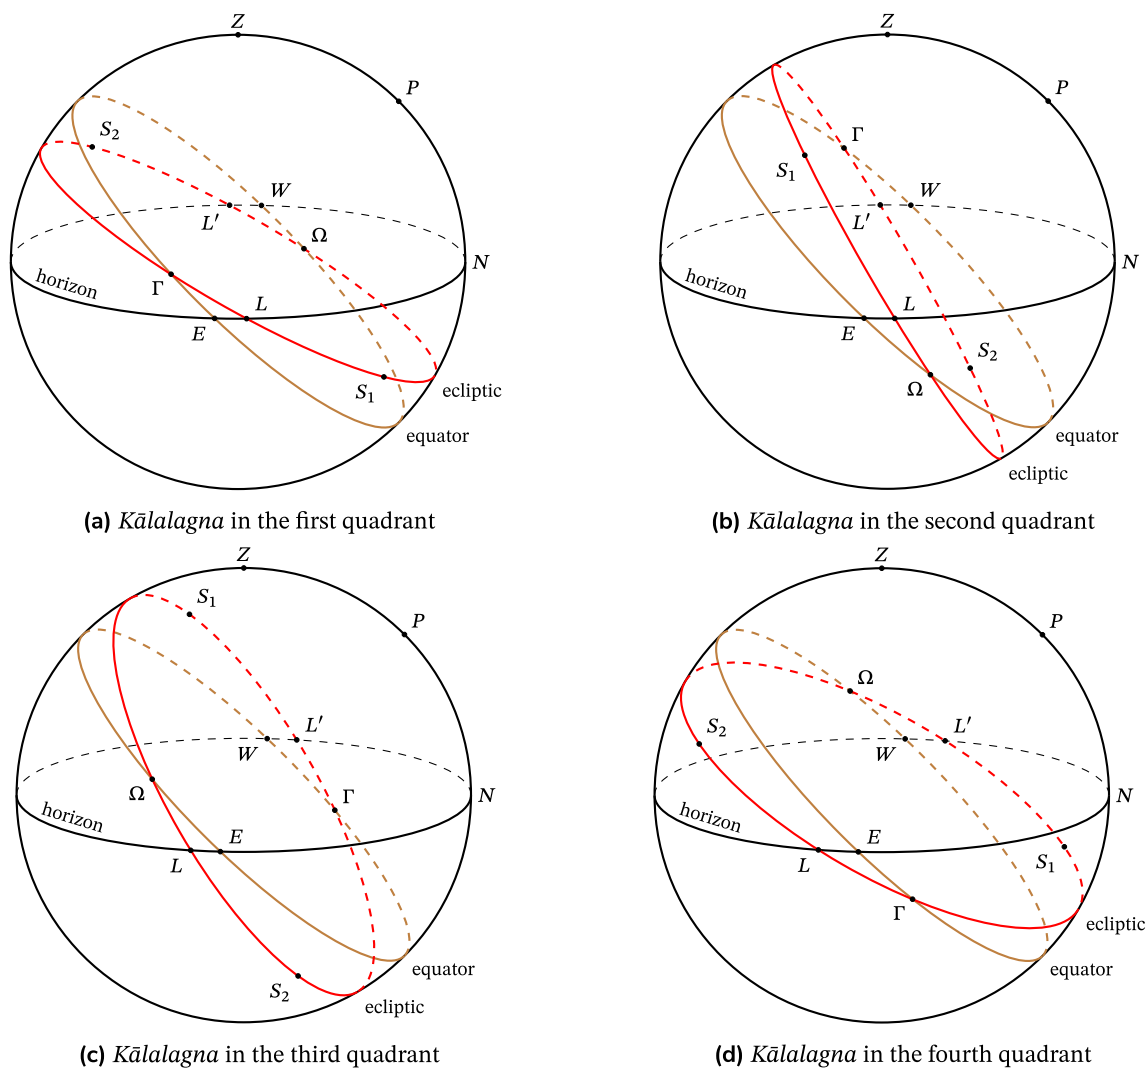 Z
P
S₂
W
L′
Ω
N
horizon
Γ
L
E
S₁
ecliptic
equator
(a) Kālalagna in the first quadrant
Z
P
Γ
S₁
W
L′
N
horizon
L
E
S₂
Ω
equator
ecliptic
(b) Kālalagna in the second quadrant
Z
S₁
P
L′
W
Ω
Γ
N
horizon
E
L
S₂
equator
ecliptic
(c) Kālalagna in the third quadrant
Z
P
Ω
S₂
L′
W
N
horizon
E
L
S₁
Γ
ecliptic
equator
(d) Kālalagna in the fourth quadrant